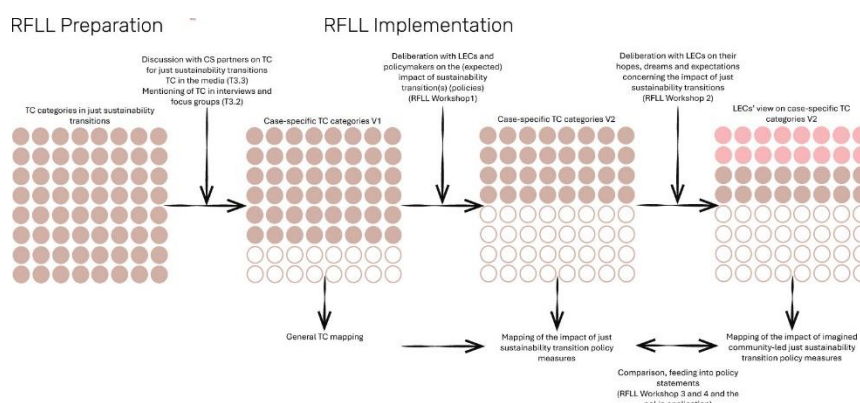 RFLL Preparation
RFLL Implementation
Discussion with CS partners on TC
for just sustainability transitions
TC in the media (T3.3)
Mentioning of TC in interviews and
focus groups (T3.2)
Deliberation with LECs and
policymakers on the (expected)
impact of sustainability
transition(s) (policies)
(RFLL Workshop1)
Deliberation with LECs on their
hopes, dreams and expectations
concerning the impact of just
sustainability transitions
(RFLL Workshop 2)
TC categories in just sustainability
transitions
Case-specific TC categories V1
Case-specific TC categories V2
LECs' view on case-specific TC
categories V2
General TC mapping
Mapping of the impact of just
sustainability transition policy
measures
Mapping of the impact of imagined
community-led just sustainability
transition policy measures
Comparison, feeding into policy
statements
(RFLL Workshop 3 and 4 and the